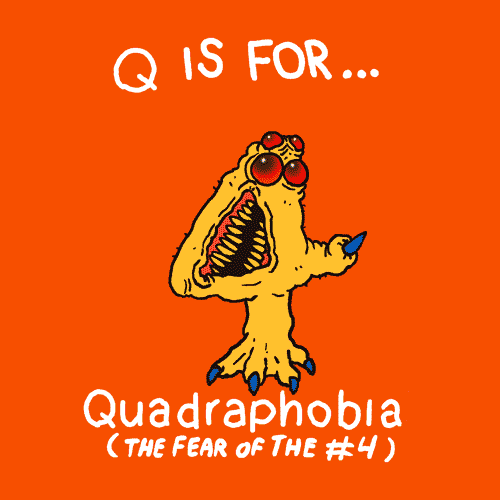 Q IS FOR...
Quadraphobia
(THE FEAR OF THE #4)